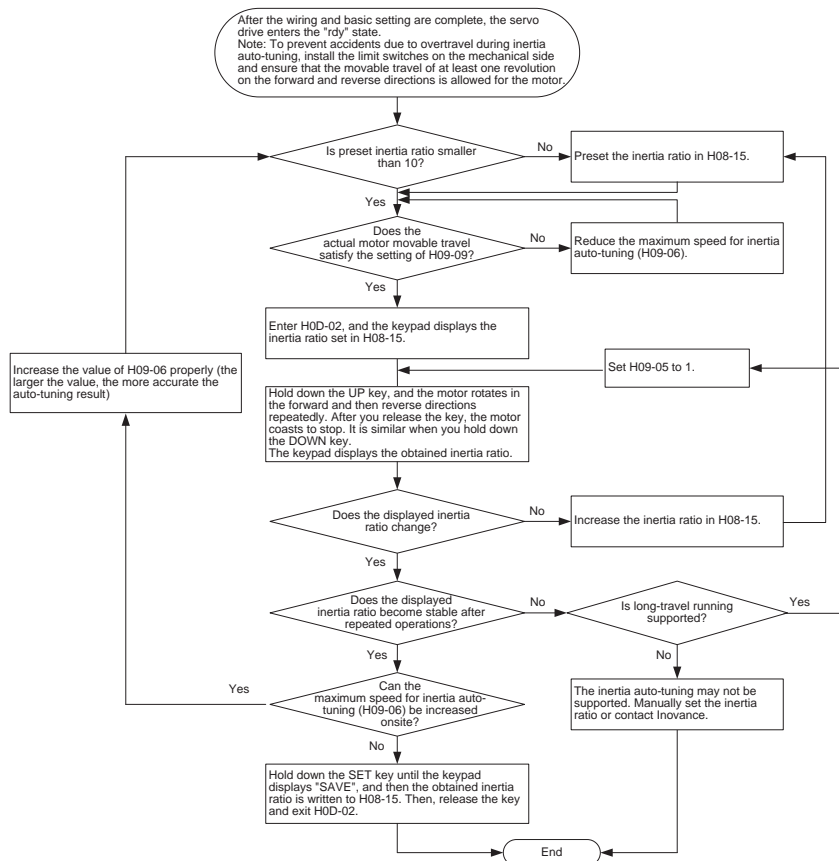 After the wiring and basic setting are complete, the servo
drive enters the "rdy" state.
Note: To prevent accidents due to overtravel during inertia
auto-tuning, install the limit switches on the mechanical side
and ensure that the movable travel of at least one revolution
on the forward and reverse directions is allowed for the motor.
Is preset inertia ratio smaller
than 10?
No
Preset the inertia ratio in H08-15.
Yes
Does the
actual motor movable travel
satisfy the setting of H09-09?
No
Reduce the maximum speed for inertia
auto-tuning (H09-06).
Yes
Enter H0D-02, and the keypad displays the
inertia ratio set in H08-15.
Increase the value of H09-06 properly (the
larger the value, the more accurate the
auto-tuning result)
Set H09-05 to 1.
Hold down the UP key, and the motor rotates in
the forward and then reverse directions
repeatedly. After you release the key, the motor
coasts to stop. It is similar when you hold down
the DOWN key.
The keypad displays the obtained inertia ratio.
Does the displayed inertia
ratio change?
No
Increase the inertia ratio in H08-15.
Yes
Does the displayed
inertia ratio become stable after
repeated operations?
No
Is long-travel running
supported?
Yes
Yes
No
Can the
maximum speed for inertia auto-
tuning (H09-06) be increased
onsite?
Yes
The inertia auto-tuning may not be
supported. Manually set the inertia
ratio or contact Inovance.
No
Hold down the SET key until the keypad
displays "SAVE", and then the obtained inertia
ratio is written to H08-15. Then, release the key
and exit H0D-02.
End